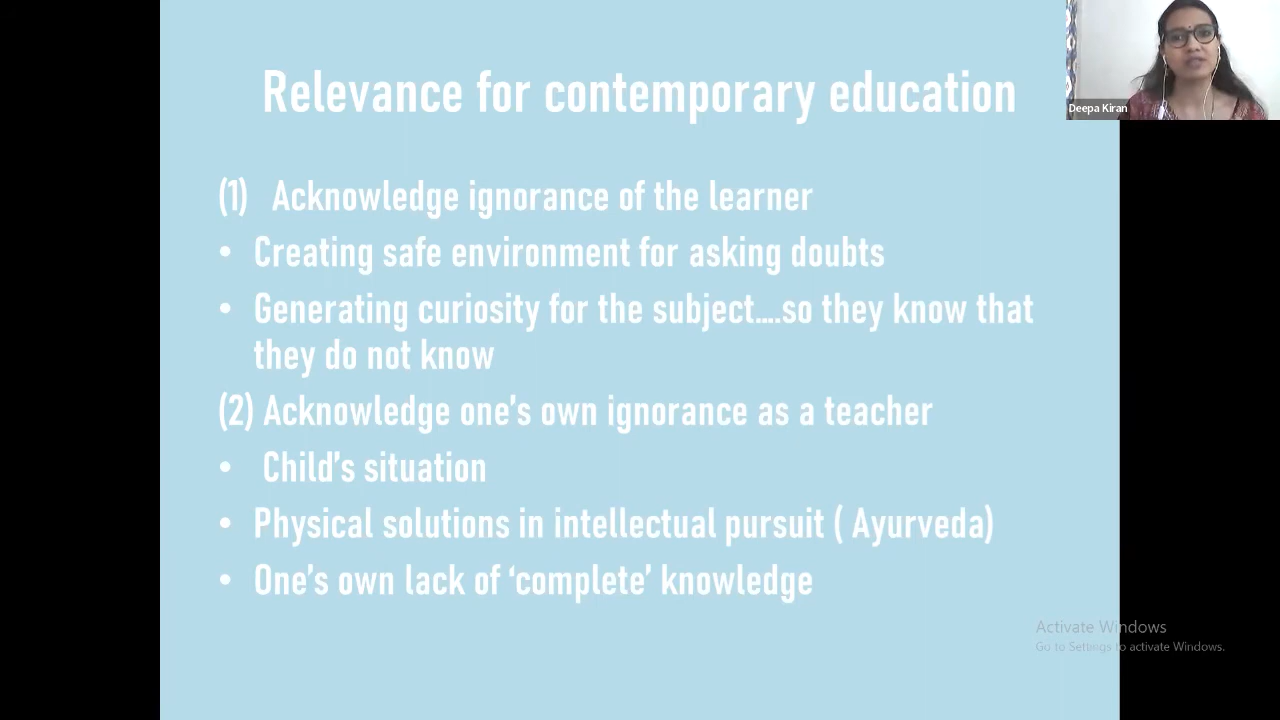 Relevance for contemporary education
Deepa Kiran
(1) Acknowledge ignorance of the learner
• Creating safe environment for asking doubts
• Generating curiosity for the subject....so they know that
they do not know
(2) Acknowledge one's own ignorance as a teacher
• Child's situation
• Physical solutions in intellectual pursuit ( Ayurveda)
• One's own lack of ‘complete’ knowledge
Activate Windows
Go to Settings to activate Windows.